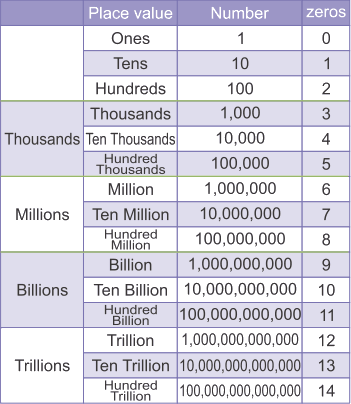 Place value Number zeros
Ones 1 0
Tens 10 1
Hundreds 100 2
Thousands 1,000 3
Thousands Ten Thousands 10,000 4
Hundred Thousands 100,000 5
Million 1,000,000 6
Millions Ten Million 10,000,000 7
Hundred Million 100,000,000 8
Billion 1,000,000,000 9
Billions Ten Billion 10,000,000,000 10
Hundred Billion 100,000,000,000 11
Trillion 1,000,000,000,000 12
Trillions Ten Trillion 10,000,000,000,000 13
Hundred Trillion 100,000,000,000,000 14